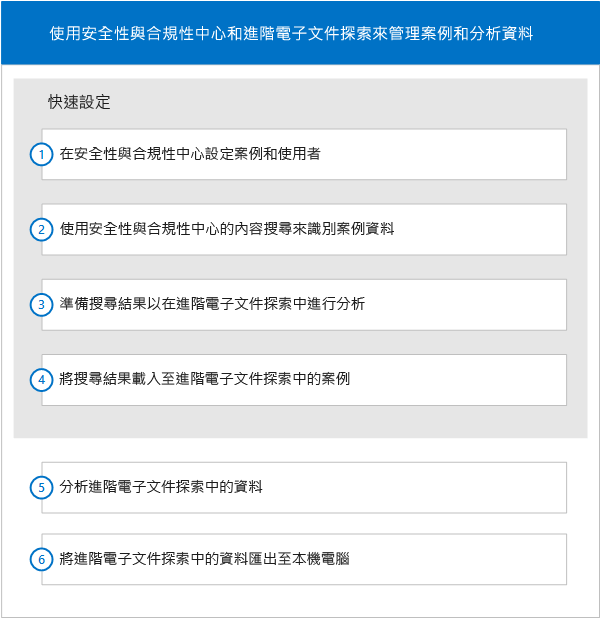 使用安全性與合規性中心和進階電子文件探索來管理案例和分析資料
快速設定
1 在安全性與合規性中心設定案例和使用者
2 使用安全性與合規性中心的內容搜尋來識別案例資料
3 準備搜尋結果以在進階電子文件探索中進行分析
4 將搜尋結果載入至進階電子文件探索中的案例
5 分析進階電子文件探索中的資料
6 將進階電子文件探索中的資料匯出至本機電腦